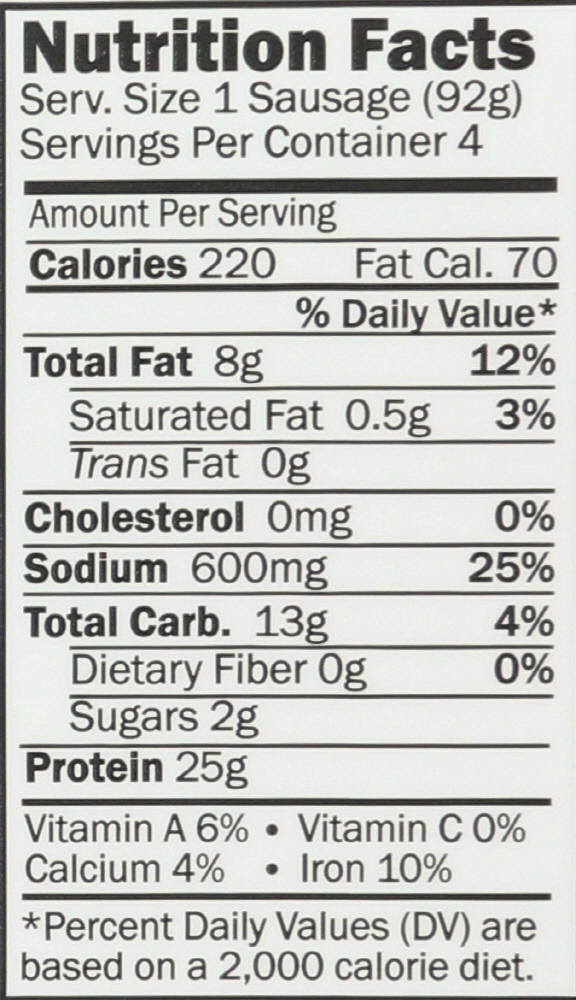 Nutrition Facts
Serv. Size 1 Sausage (92g)
Servings Per Container 4
Amount Per Serving
Calories 220 Fat Cal. 70
% Daily Value*
Total Fat 8g 12%
Saturated Fat 0.5g 3%
Trans Fat 0g
Cholesterol 0mg 0%
Sodium 600mg 25%
Total Carb. 13g 4%
Dietary Fiber 0g 0%
Sugars 2g
Protein 25g
Vitamin A 6% • Vitamin C 0%
Calcium 4% • Iron 10%
*Percent Daily Values (DV) are
based on a 2,000 calorie diet.